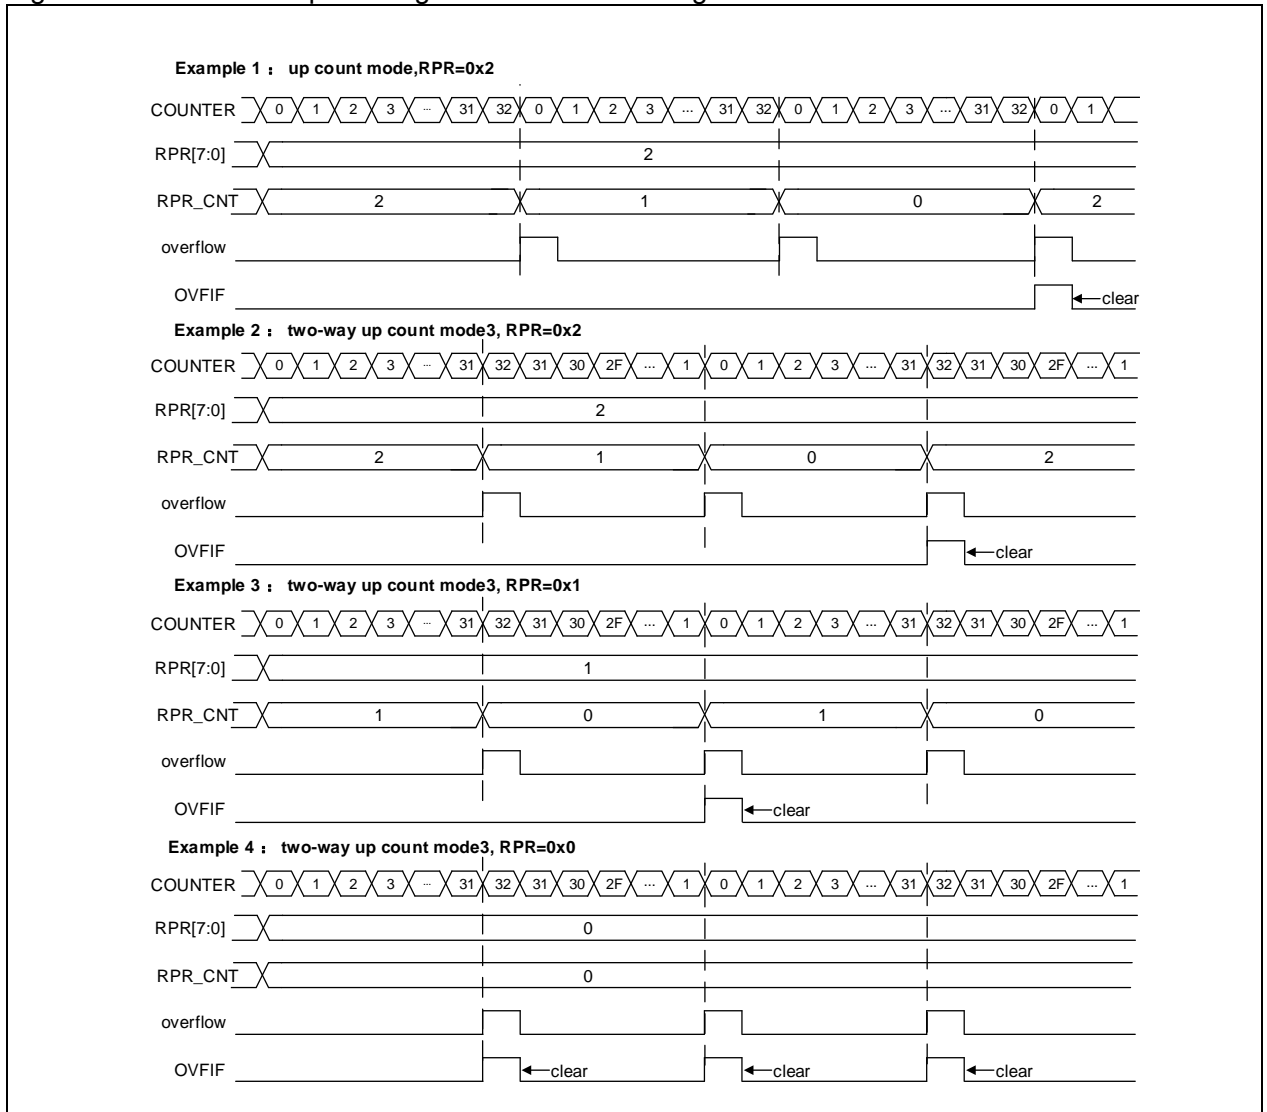 Example 1： up count mode,RPR=0x2
COUNTER 0 1 2 3 ... 31 32 0 1 2 3 ... 31 32 0 1 2 3 ... 31 32 0 1
RPR[7:0] 2
RPR_CNT 2 1 0 2
overflow
OVFIF clear
Example 2： two-way up count mode3, RPR=0x2
COUNTER 0 1 2 3 ... 31 32 31 30 2F ... 1 0 1 2 3 ... 31 32 31 30 2F ... 1
RPR[7:0] 2
RPR_CNT 2 1 0 2
overflow
OVFIF clear
Example 3： two-way up count mode3, RPR=0x1
COUNTER 0 1 2 3 ... 31 32 31 30 2F ... 1 0 1 2 3 ... 31 32 31 30 2F ... 1
RPR[7:0] 1
RPR_CNT 1 0 1 0
overflow
OVFIF clear
Example 4： two-way up count mode3, RPR=0x0
COUNTER 0 1 2 3 ... 31 32 31 30 2F ... 1 0 1 2 3 ... 31 32 31 30 2F ... 1
RPR[7:0] 0
RPR_CNT 0
overflow
OVFIF clear clear clear